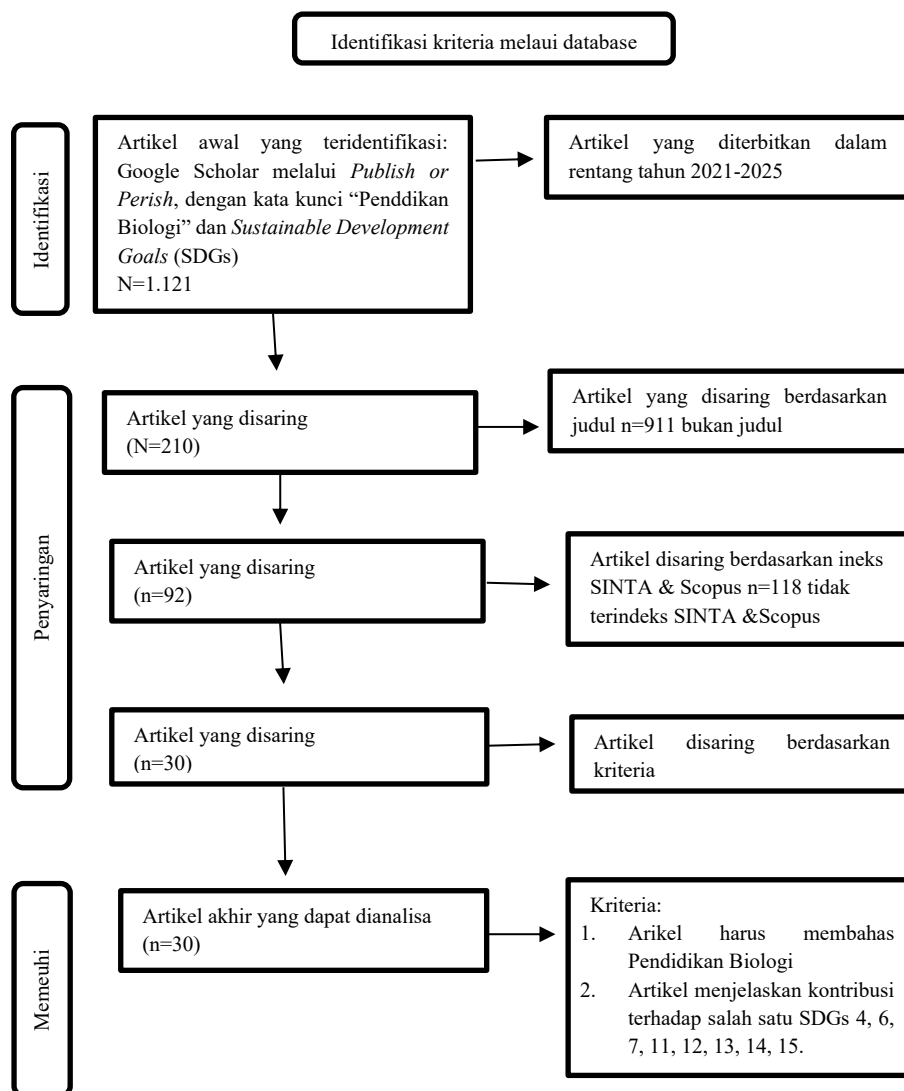 Identifikasi kriteria melaui database
Identifikasi
Artikel awal yang teridentifikasi:
Google Scholar melalui Publish or
Perish, dengan kata kunci “Penddikan
Biologi” dan Sustainable Development
Goals (SDGs)
N=1.121
Artikel yang diterbitkan dalam
rentang tahun 2021-2025
Penyaringan
Artikel yang disaring
(N=210)
Artikel yang disaring berdasarkan
judul n=911 bukan judul
Artikel yang disaring
(n=92)
Artikel disaring berdasarkan ineks
SINTA & Scopus n=118 tidak
terindeks SINTA &Scopus
Artikel yang disaring
(n=30)
Artikel disaring berdasarkan
kriteria
Memeuhi
Artikel akhir yang dapat dianalisa
(n=30)
Kriteria:
1. Arikel harus membahas
Pendidikan Biologi
2. Artikel menjelaskan kontribusi
terhadap salah satu SDGs 4, 6,
7, 11, 12, 13, 14, 15.